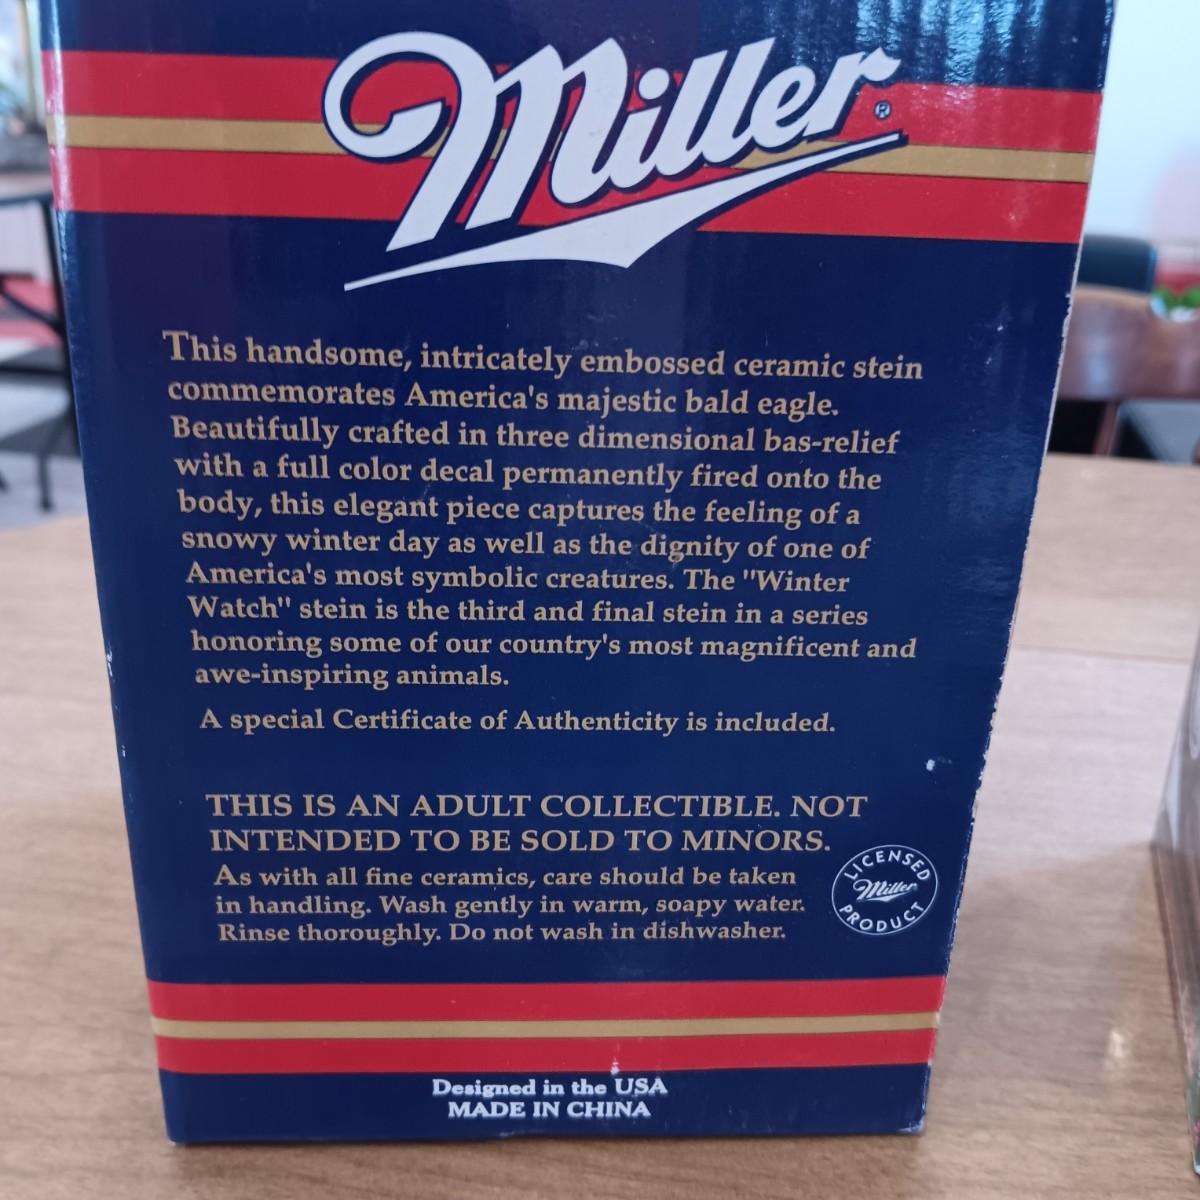 Miller®
This handsome, intricately embossed ceramic stein
commemorates America's majestic bald eagle.
Beautifully crafted in three dimensional bas-relief
with a full color decal permanently fired onto the
body, this elegant piece captures the feeling of a
snowy winter day as well as the dignity of one of
America's most symbolic creatures. The "Winter
Watch" stein is the third and final stein in a series
honoring some of our country's most magnificent and
awe-inspiring animals.
A special Certificate of Authenticity is included.
THIS IS AN ADULT COLLECTIBLE. NOT
INTENDED TO BE SOLD TO MINORS.
As with all fine ceramics, care should be taken
in handling. Wash gently in warm, soapy water.
Rinse thoroughly. Do not wash in dishwasher.
LICENSED
Miller
PRODUCT
Designed in the USA
MADE IN CHINA